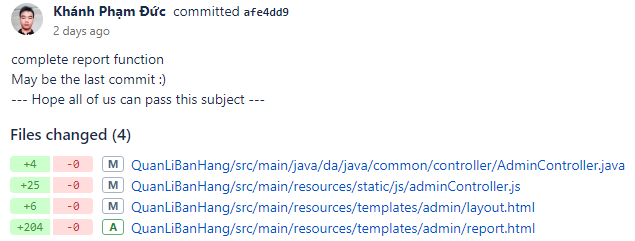 Khánh Phạm Đức committed afe4dd9
2 days ago
complete report function
May be the last commit :)
--- Hope all of us can pass this subject ---
Files changed (4)
+4 -0 M QuanLiBanHang/src/main/java/da/java/common/controller/AdminController.java
+25 -0 M QuanLiBanHang/src/main/resources/static/js/adminController.js
+6 -0 M QuanLiBanHang/src/main/resources/templates/admin/layout.html
+204 -0 A QuanLiBanHang/src/main/resources/templates/admin/report.html